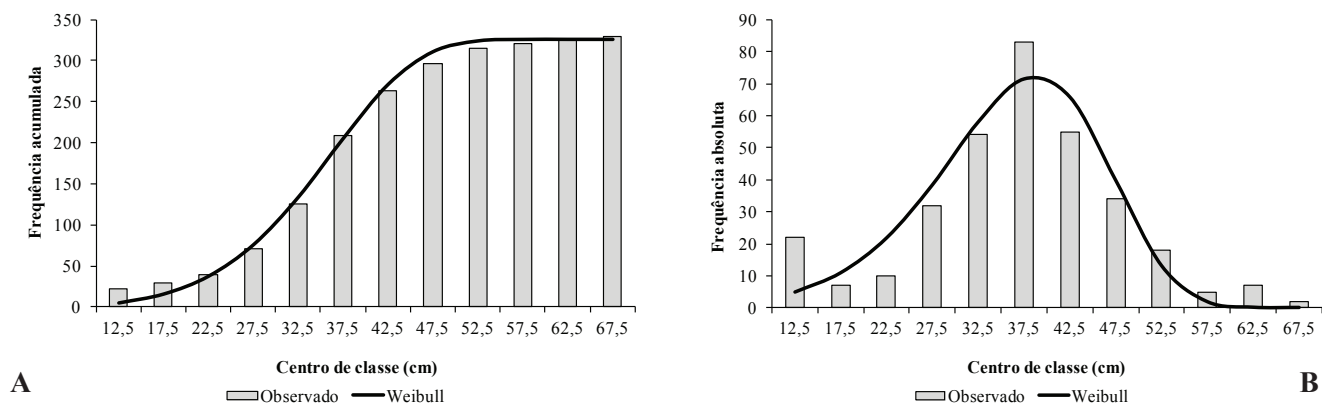 350
300
250
200
150
100
50
0
Frequência acumulada
12,5 17,5 22,5 27,5 32,5 37,5 42,5 47,5 52,5 57,5 62,5 67,5
Centro de classe (cm)
Observado Weibull
A
90
80
70
60
50
40
30
20
10
0
Frequência absoluta
12,5 17,5 22,5 27,5 32,5 37,5 42,5 47,5 52,5 57,5 62,5 67,5
Centro de classe (cm)
Observado Weibull
B